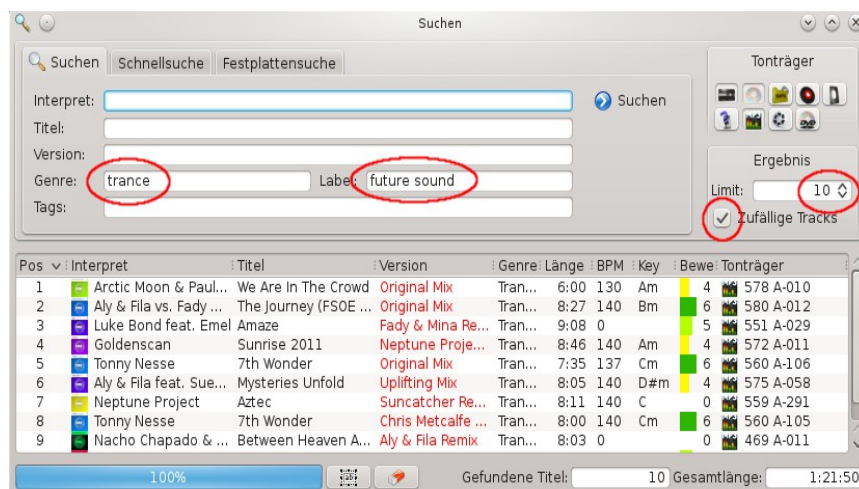 Suchen
Suchen Schnellsuche Festplattensuche
Tonträger
Interpret: Suchen
Titel:
Version:
Genre: trance Label: future sound
Tags:
Ergebnis
Limit: 10
Zufällige Tracks
Pos Interpret Titel Version Genre Länge BPM Key Bewe Tonträger
1 Arctic Moon & Paul... We Are In The Crowd Original Mix Tran... 6:00 130 Am 4 578 A-010
2 Aly & Fila vs. Fady ... The Journey (FSOE ... Original Mix Tran... 8:27 140 Bm 6 580 A-012
3 Luke Bond feat. Emel Amaze Fady & Mina Re... Tran... 9:08 0 5 551 A-029
4 Goldenscan Sunrise 2011 Neptune Proje... Tran... 8:46 140 Am 4 572 A-011
5 Tonny Nesse 7th Wonder Original Mix Tran... 7:35 137 Cm 6 560 A-106
6 Aly & Fila feat. Sue... Mysteries Unfold Uplifting Mix Tran... 8:05 140 D#m 4 575 A-058
7 Neptune Project Aztec Suncatcher Re... Tran... 8:11 140 C 0 559 A-291
8 Tonny Nesse 7th Wonder Chris Metcalfe ... Tran... 8:00 140 Cm 6 560 A-105
9 Nacho Chapado & ... Between Heaven A... Aly & Fila Remix Tran... 8:03 0 0 469 A-011
100% Gefundene Titel: 10 Gesamtlänge: 1:21:50